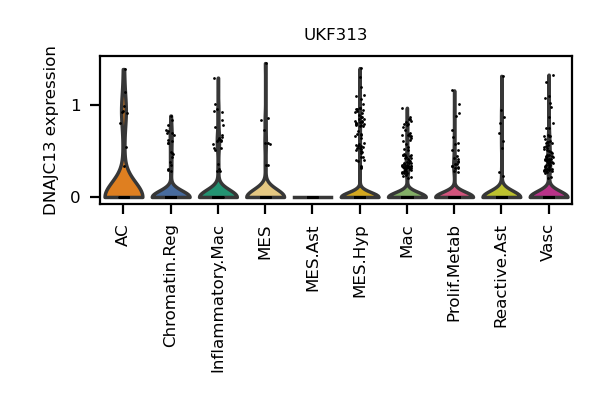 UKF313
DNAJC13 expression
1
0
AC
Chromatin.Reg
Inflammatory.Mac
MES
MES.Ast
MES.Hyp
Mac
Prolif.Metab
Reactive.Ast
Vasc